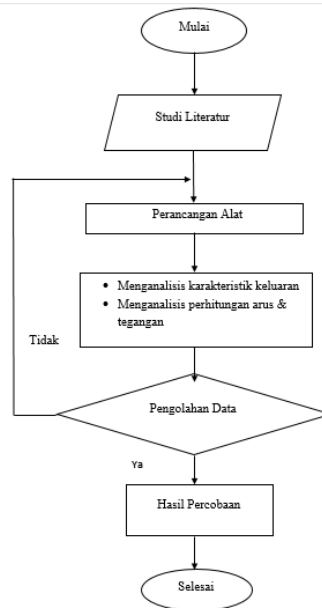 Mulai
Studi Literatur
Perancangan Alat
• Menganalisis karakteristik keluaran
• Menganalisis perhitungan arus &
tegangan
Tidak
Pengolahan Data
Ya
Hasil Percobaan
Selesai